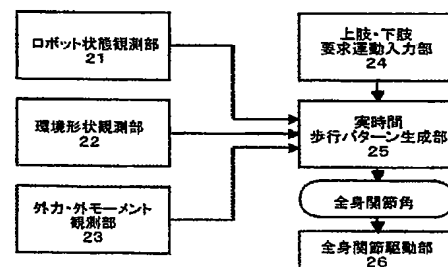 ロボット状態観測部
21
環境形状観測部
22
外力・外モーメント
観測部
23
上肢・下肢
要求運動入力部
24
実時間
歩行パターン生成部
25
全身関節角
全身関節駆動部
26